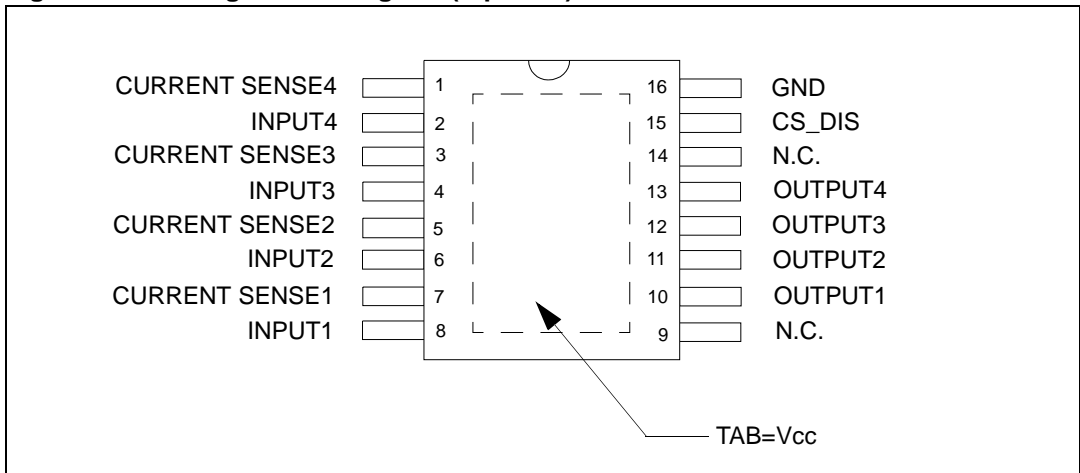 CURRENT SENSE4 1 16 GND
INPUT4 2 15 CS_DIS
CURRENT SENSE3 3 14 N.C.
INPUT3 4 13 OUTPUT4
CURRENT SENSE2 5 12 OUTPUT3
INPUT2 6 11 OUTPUT2
CURRENT SENSE1 7 10 OUTPUT1
INPUT1 8 9 N.C.
TAB=Vcc